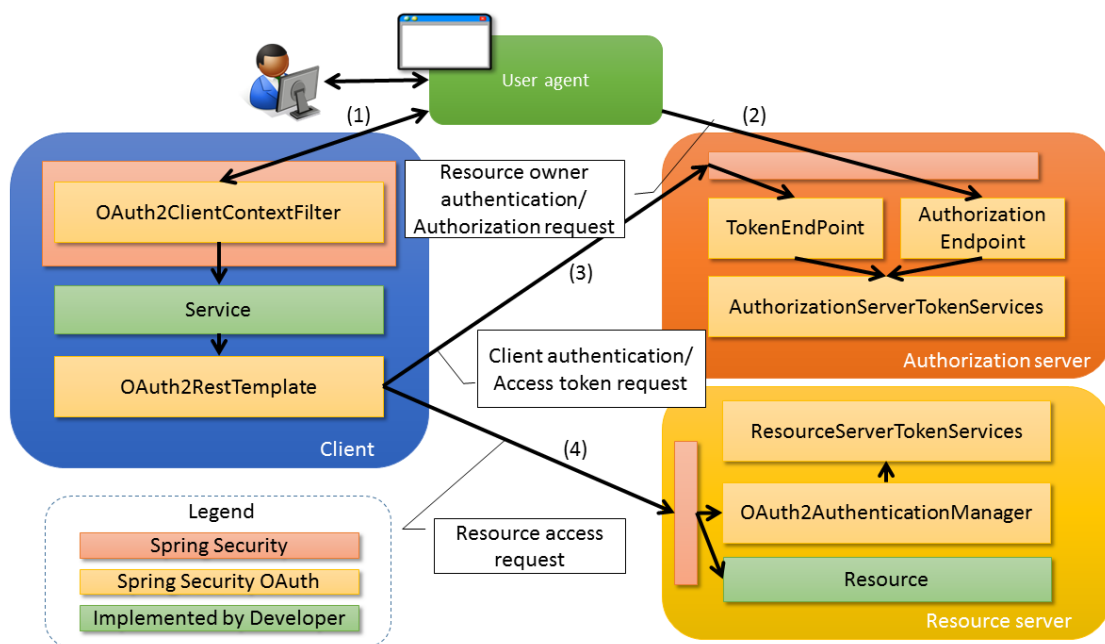 User agent
(1)
(2)
Resource owner
authentication/
Authorization request
OAuth2ClientContextFilter
TokenEndPoint
Authorization
Endpoint
(3)
Service
AuthorizationServerTokenServices
Client authentication/
Access token request
Authorization server
OAuth2RestTemplate
Client
(4)
ResourceServerTokenServices
Legend
OAuth2AuthenticationManager
Spring Security
Resource access
request
Spring Security OAuth
Resource
Implemented by Developer
Resource server